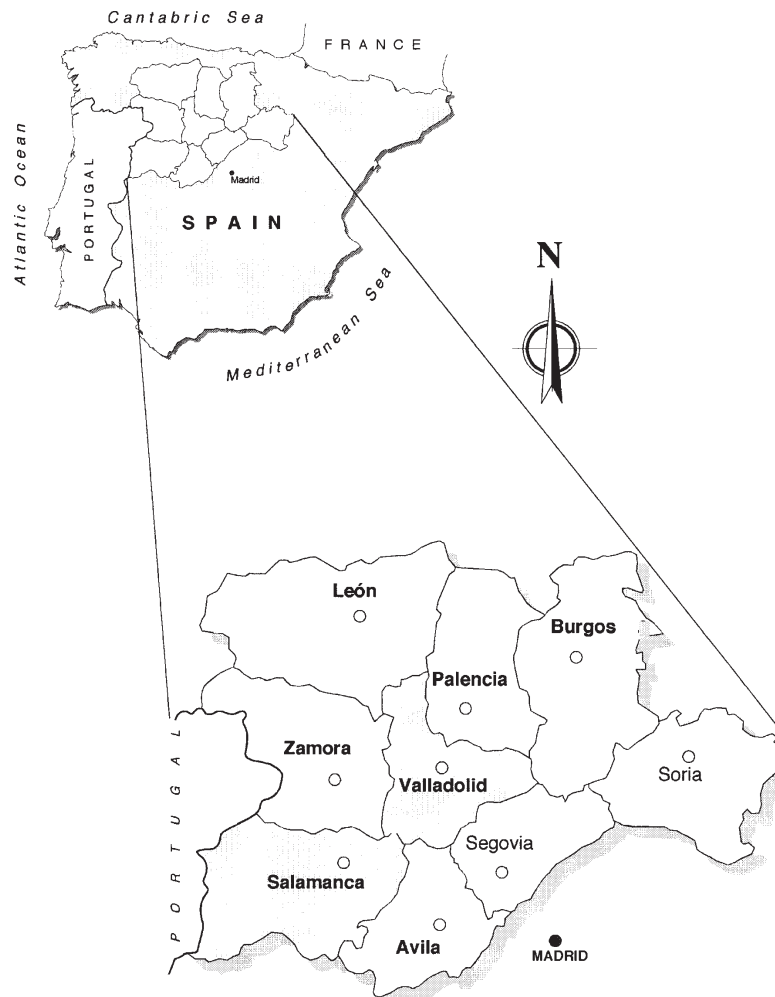 Cantabric Sea
FRANCE
Atlantic Ocean
PORTUGAL
Madrid
SPAIN
Mediterranean Sea
N
León
Burgos
Palencia
Zamora
Valladolid
Soria
Segovia
Salamanca
Avila
MADRID
PORTUGAL